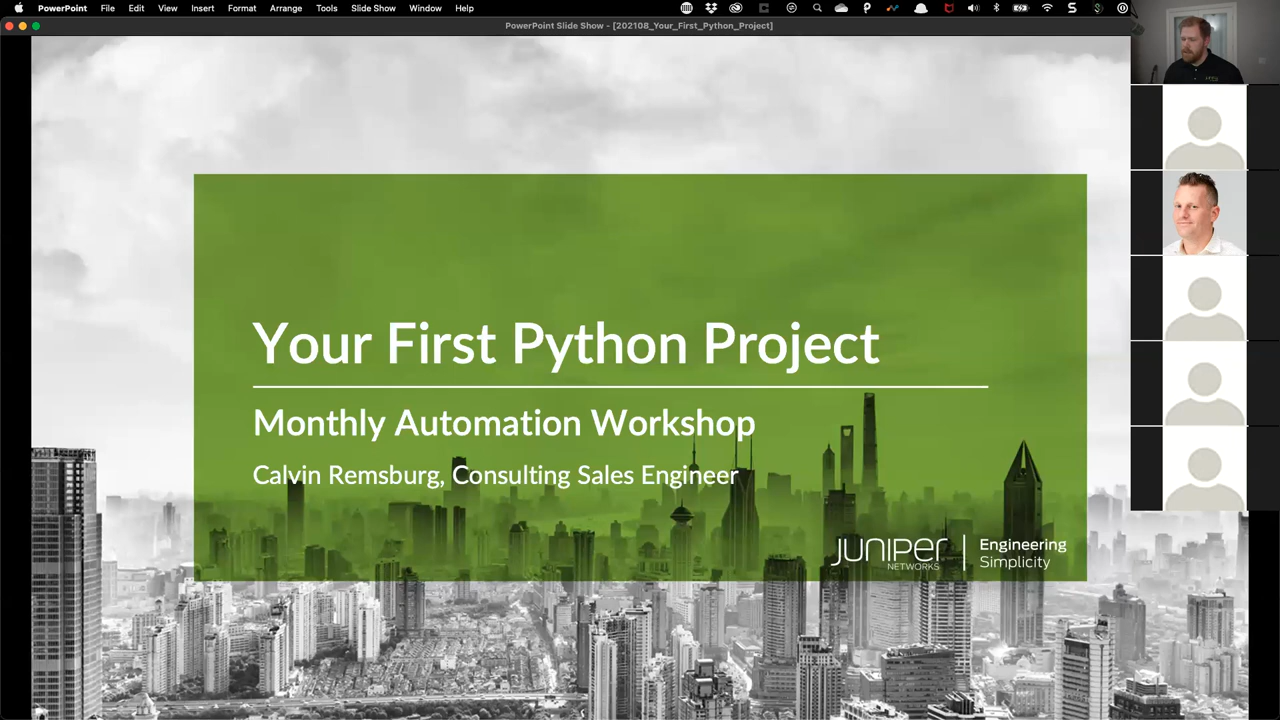 PowerPoint File Edit View Insert Format Arrange Tools Slide Show Window Help
PowerPoint Slide Show - [202108_Your_First_Python_Project]
Your First Python Project
Monthly Automation Workshop
Calvin Remsburg, Consulting Sales Engineer
JUNIPER NETWORKS | Engineering Simplicity